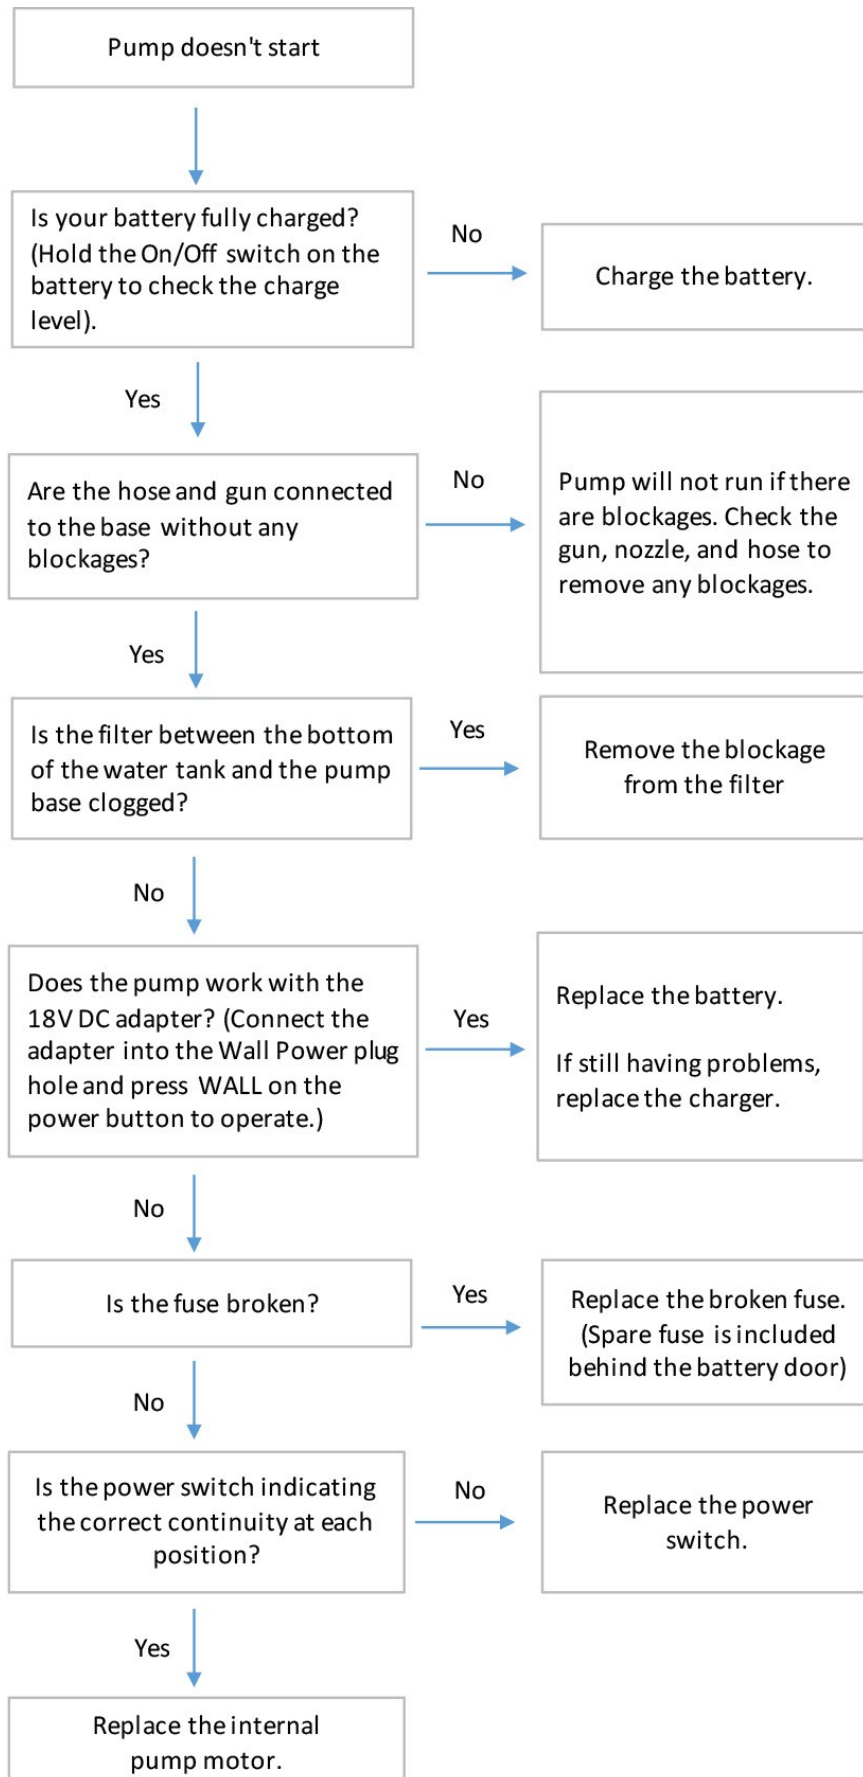 Pump doesn't start
Is your battery fully charged?
(Hold the On/Off switch on the
battery to check the charge
level).
No
Charge the battery.
Yes
Are the hose and gun connected
to the base without any
blockages?
No
Pump will not run if there
are blockages. Check the
gun, nozzle, and hose to
remove any blockages.
Yes
Is the filter between the bottom
of the water tank and the pump
base clogged?
Yes
Remove the blockage
from the filter
No
Does the pump work with the
18V DC adapter? (Connect the
adapter into the Wall Power plug
hole and press WALL on the
power button to operate.)
Yes
Replace the battery.
If still having problems,
replace the charger.
No
Is the fuse broken?
Yes
Replace the broken fuse.
(Spare fuse is included
behind the battery door)
No
Is the power switch indicating
the correct continuity at each
position?
No
Replace the power
switch.
Yes
Replace the internal
pump motor.